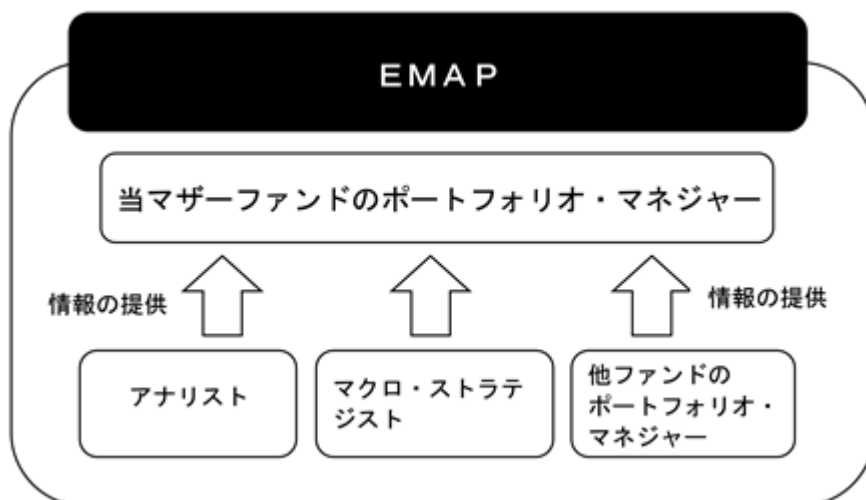 ＥＭＡＰ
当マザーファンドのポートフォリオ・マネジャー
情報の提供
情報の提供
アナリスト
マクロ・ストラテ
ジスト
他ファンドの
ポートフォリオ・
マネジャー